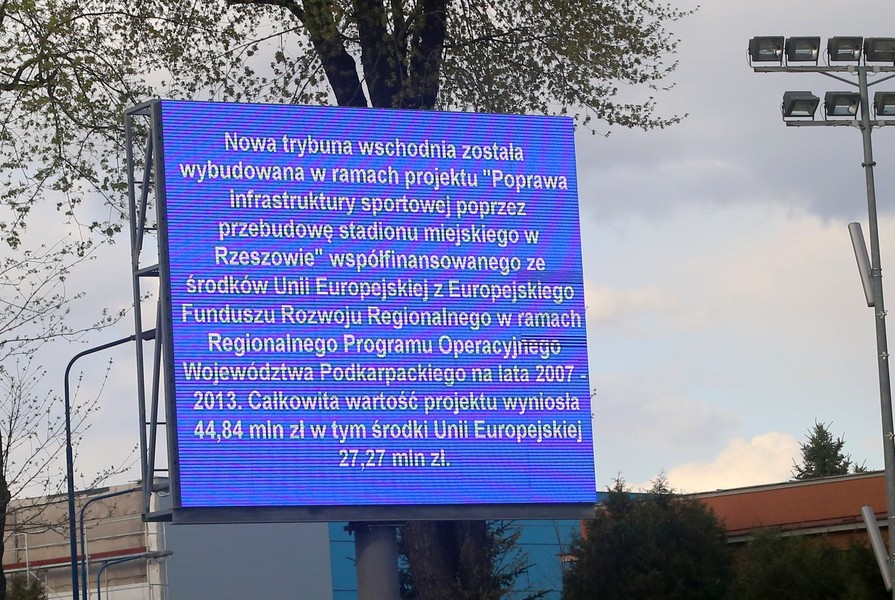 Nowa trybuna wschodnia została
wybudowana w ramach projektu "Poprawa
infrastruktury sportowej poprzez
przebudowę stadionu miejskiego w
Rzeszowie" współfinansowanego ze
środków Unii Europejskiej z Europejskiego
Funduszu Rozwoju Regionalnego w ramach
Regionalnego Programu Operacyjnego
Województwa Podkarpackiego na lata 2007 -
2013. Całkowita wartość projektu wyniosła
44,84 mln zł w tym środki Unii Europejskiej
27,27 mln zł.